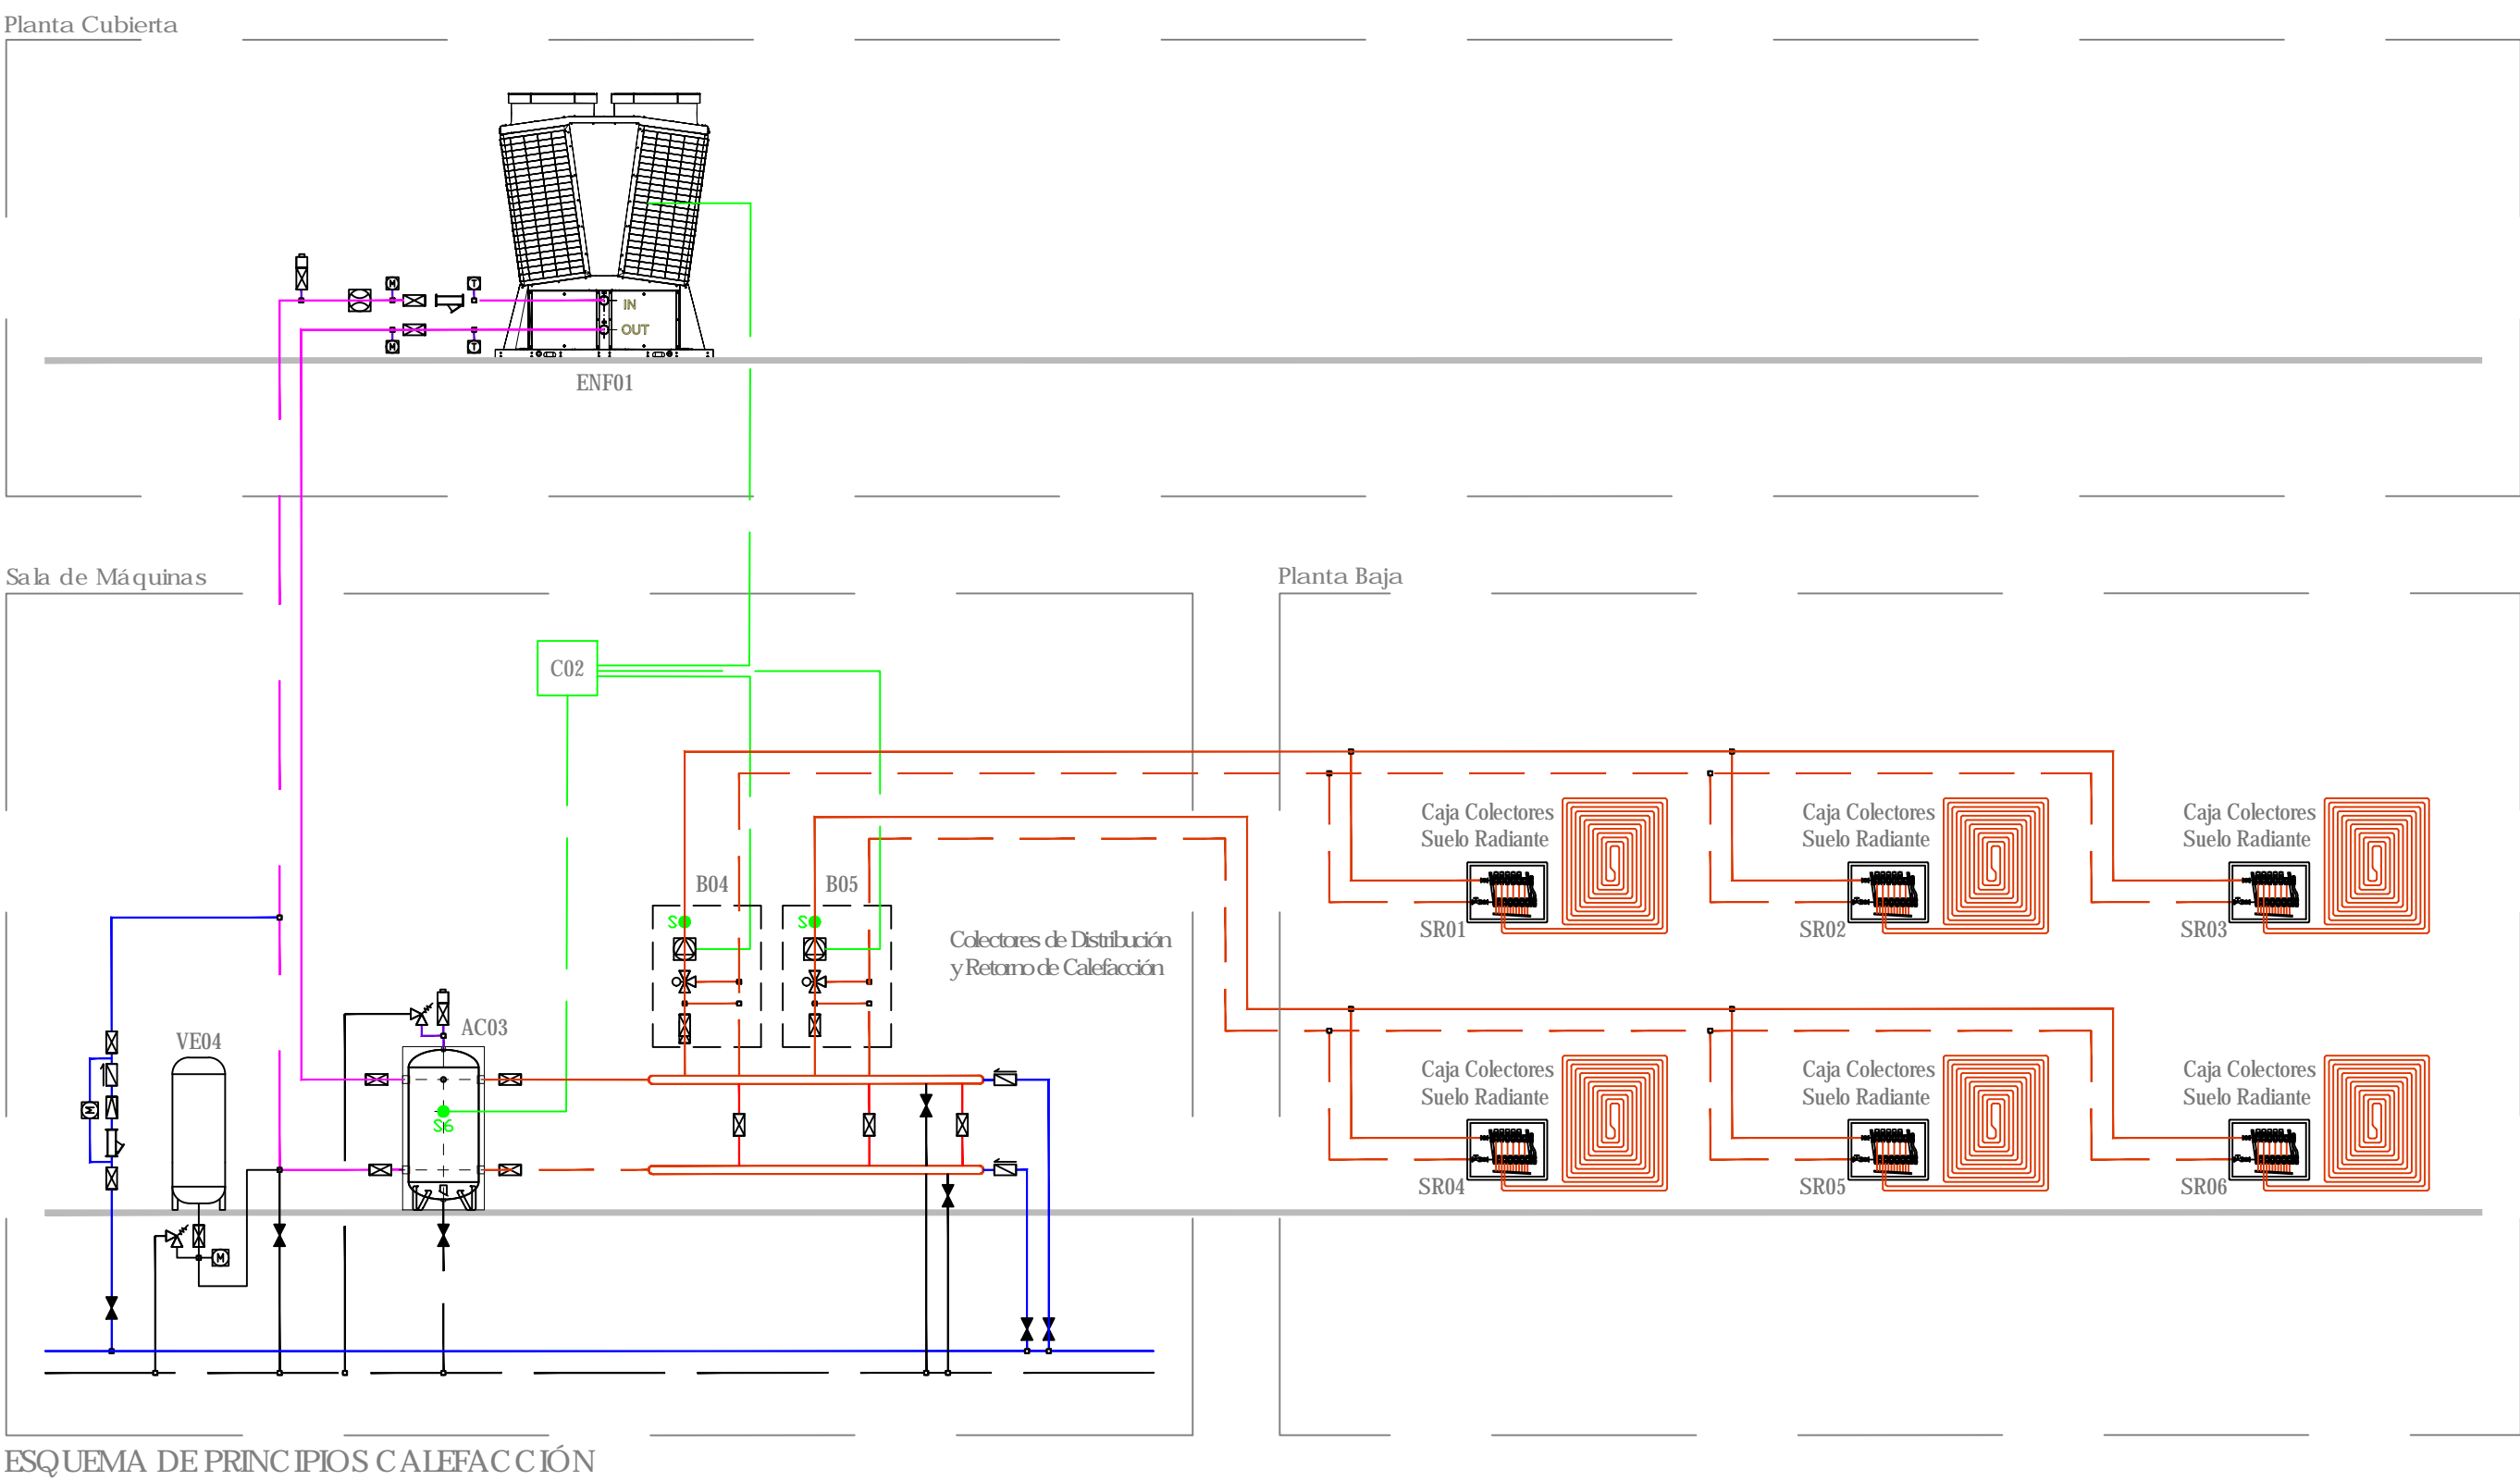 Planta Cubierta
M
T
IN
OUT
M
T
ENF01
Sala de Máquinas
Planta Baja
C02
Caja Colectores
Suelo Radiante
SR01
Caja Colectores
Suelo Radiante
SR02
Caja Colectores
Suelo Radiante
SR03
B04
B05
S
S
Colectores de Distribución
y Retorno de Calefacción
VE04
AC03
M
S6
M
Caja Colectores
Suelo Radiante
SR04
Caja Colectores
Suelo Radiante
SR05
Caja Colectores
Suelo Radiante
SR06
ESQUEMA DE PRINCIPIOS CALEFACCIÓN